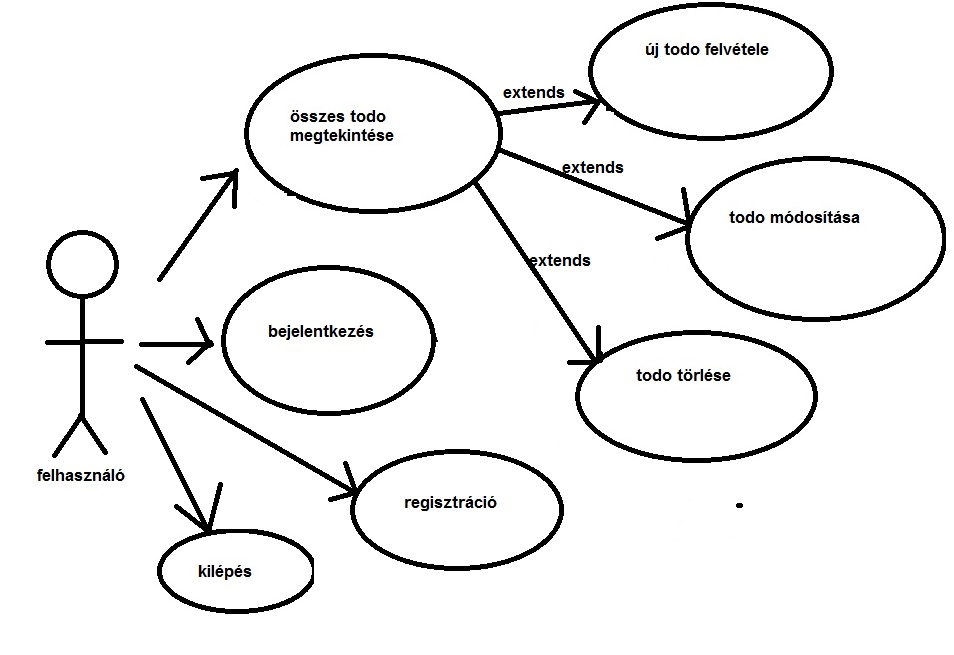 új todo felvétele
extends
összes todo
megtekintése
extends
todo módosítása
extends
bejelentkezés
todo törlése
felhasználó
regisztráció
kilépés